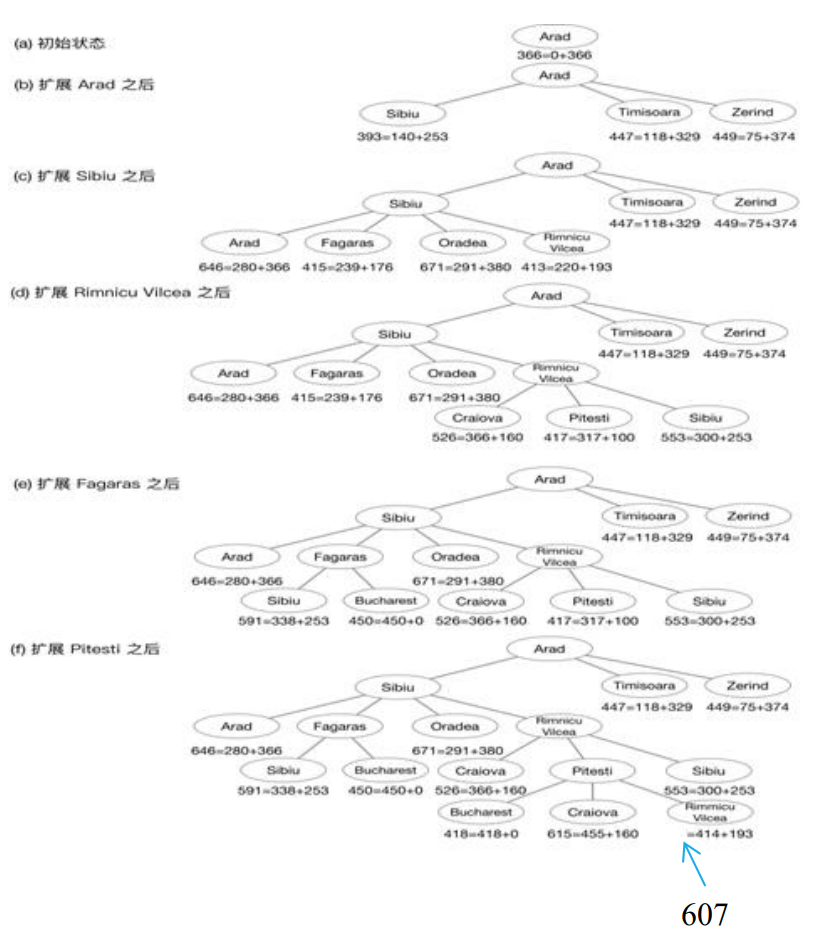 (a) 初始状态
Arad
366=0+366
(b) 扩展 Arad 之后
Arad
Sibiu Timisoara Zerind
393=140+253 447=118+329 449=75+374
(c) 扩展 Sibiu 之后
Arad
Sibiu Timisoara Zerind
447=118+329 449=75+374
Arad Fagaras Oradea Rimnicu
Vilcea
646=280+366 415=239+176 671=291+380 413=220+193
(d) 扩展 Rimnicu Vilcea 之后
Arad
Sibiu Timisoara Zerind
447=118+329 449=75+374
Arad Fagaras Oradea Rimnicu
Vilcea
646=280+366 415=239+176 671=291+380
Craiova Pitesti Sibiu
526=366+160 417=317+100 553=300+253
(e) 扩展 Fagaras 之后
Arad
Sibiu Timisoara Zerind
447=118+329 449=75+374
Arad Fagaras Oradea Rimnicu
Vilcea
646=280+366 671=291+380
Sibiu Bucharest Craiova Pitesti Sibiu
591=338+253 450=450+0 526=366+160 417=317+100 553=300+253
(f) 扩展 Pitesti 之后
Arad
Sibiu Timisoara Zerind
447=118+329 449=75+374
Arad Fagaras Oradea Rimnicu
Vilcea
646=280+366 671=291+380
Sibiu Bucharest Craiova Pitesti Sibiu
591=338+253 450=450+0 526=366+160 553=300+253
Bucharest Craiova Rimmicu
Vilcea
418=418+0 615=455+160 =414+193
607